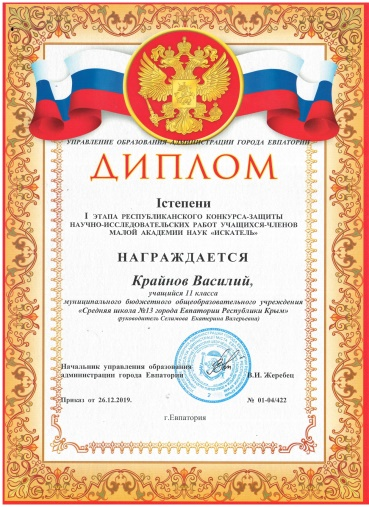 УПРАВЛЕНИЕ ОБРАЗОВАНИЯ АДМИНИСТРАЦИИ ГОРОДА ЕВПАТОРИИ
ДИПЛОМ
Iстепени
I ЭТАПА РЕСПУБЛИКАНСКОГО КОНКУРСА-ЗАЩИТЫ
НАУЧНО-ИССЛЕДОВАТЕЛЬСКИХ РАБОТ УЧАЩИХСЯ-ЧЛЕНОВ
МАЛОЙ АКАДЕМИИ НАУК «ИСКАТЕЛЬ»
НАГРАЖДАЕТСЯ
Крайнов Василий,
учащийся 11 класса
муниципального бюджетного общеобразовательного учреждения
«Средняя школа №13 города Евпатории Республики Крым»
(руководитель Селимова Екатерина Валерьевна)
Начальник управления образования
администрации города Евпатории В.И. Жеребец
Приказ от 26.12.2019. № 01-04/422
г.Евпатория